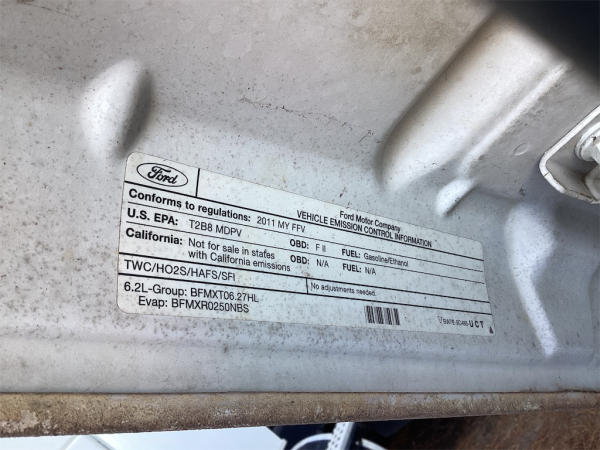 Ford
Ford Motor Company
VEHICLE EMISSION CONTROL INFORMATION
Conforms to regulations: 2011 MY FFV
U.S. EPA: T2B8 MDPV OBD: F II FUEL: Gasoline/Ethanol
California: Not for sale in states with California emissions OBD: N/A FUEL: N/A
TWC/HO2S/HAFS/SFI
No adjustments needed.
6.2L-Group: BFMXT06.27HL
Evap: BFMXR0250NBS
UCT